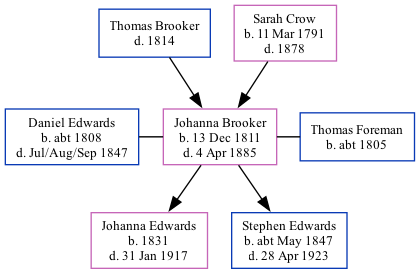 Thomas Brooker
d. 1814
Sarah Crow
b. 11 Mar 1791
d. 1878
Daniel Edwards
b. abt 1808
d. Jul/Aug/Sep 1847
Johanna Brooker
b. 13 Dec 1811
d. 4 Apr 1885
Thomas Foreman
b. abt 1805
Johanna Edwards
b. 1831
d. 31 Jan 1917
Stephen Edwards
b. abt May 1847
d. 28 Apr 1923